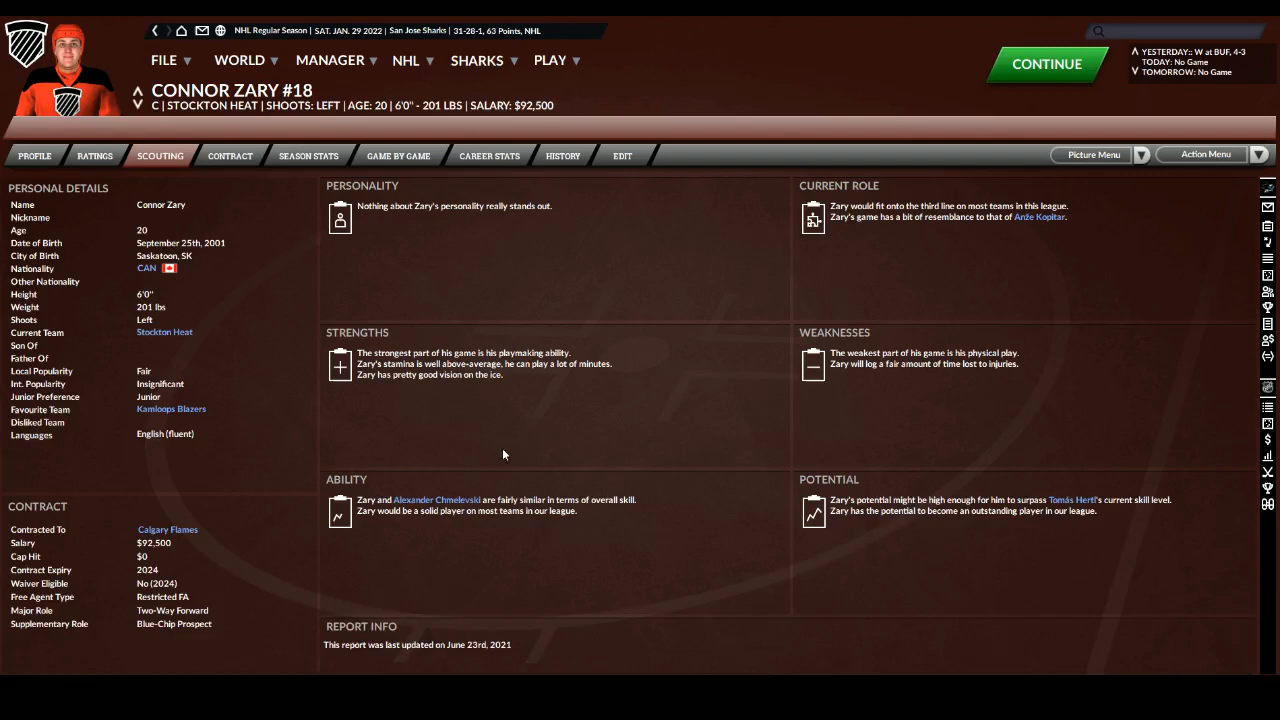 NHL Regular Season | SAT. JAN. 29 2022 | San Jose Sharks | 31-28-1, 63 Points, NHL
FILE WORLD MANAGER NHL SHARKS PLAY
CONTINUE
YESTERDAY:: W at BUF, 4-3
TODAY: No Game
TOMORROW: No Game
CONNOR ZARY #18
C | STOCKTON HEAT | SHOOTS: LEFT | AGE: 20 | 6'0" - 201 LBS | SALARY: $92,500
PROFILE RATINGS SCOUTING CONTRACT SEASON STATS GAME BY GAME CAREER STATS HISTORY EDIT Picture Menu Action Menu
PERSONAL DETAILS
Name Connor Zary
Nickname
Age 20
Date of Birth September 25th, 2001
City of Birth Saskatoon, SK
Nationality CAN
Other Nationality
Height 6'0"
Weight 201 lbs
Shoots Left
Current Team Stockton Heat
Son Of
Father Of
Local Popularity Fair
Int. Popularity Insignificant
Junior Preference Junior
Favourite Team Kamloops Blazers
Disliked Team
Languages English (fluent)
CONTRACT
Contracted To Calgary Flames
Salary $92,500
Cap Hit $0
Contract Expiry 2024
Waiver Eligible No (2024)
Free Agent Type Restricted FA
Major Role Two-Way Forward
Supplementary Role Blue-Chip Prospect
PERSONALITY
Nothing about Zary's personality really stands out.
CURRENT ROLE
Zary would fit onto the third line on most teams in this league.
Zary's game has a bit of resemblance to that of Anže Kopitar.
STRENGTHS
The strongest part of his game is his playmaking ability.
Zary's stamina is well above-average, he can play a lot of minutes.
Zary has pretty good vision on the ice.
WEAKNESSES
The weakest part of his game is his physical play.
Zary will log a fair amount of time lost to injuries.
ABILITY
Zary and Alexander Chmelevski are fairly similar in terms of overall skill.
Zary would be a solid player on most teams in our league.
POTENTIAL
Zary's potential might be high enough for him to surpass Tomás Hertl's current skill level.
Zary has the potential to become an outstanding player in our league.
REPORT INFO
This report was last updated on June 23rd, 2021